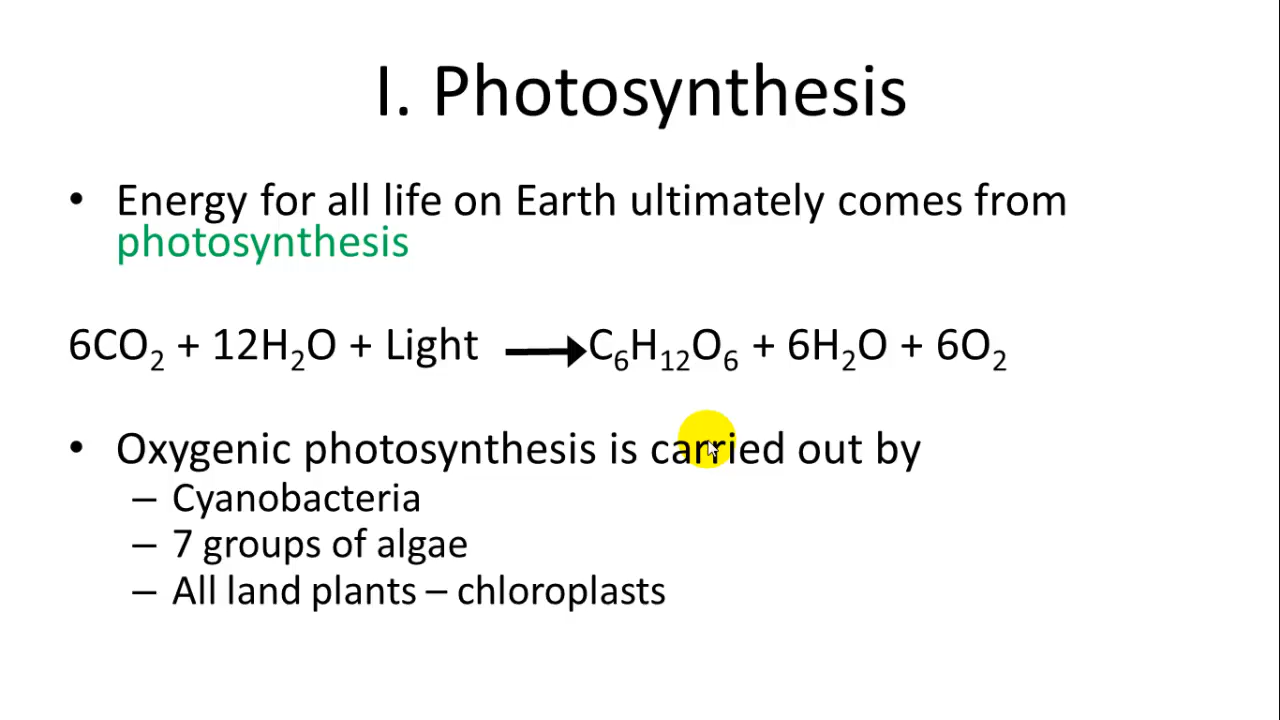 I. Photosynthesis
• Energy for all life on Earth ultimately comes from
photosynthesis
6CO₂ + 12H₂O + Light ⟶ C₆H₁₂O₆ + 6H₂O + 6O₂
• Oxygenic photosynthesis is carried out by
– Cyanobacteria
– 7 groups of algae
– All land plants – chloroplasts